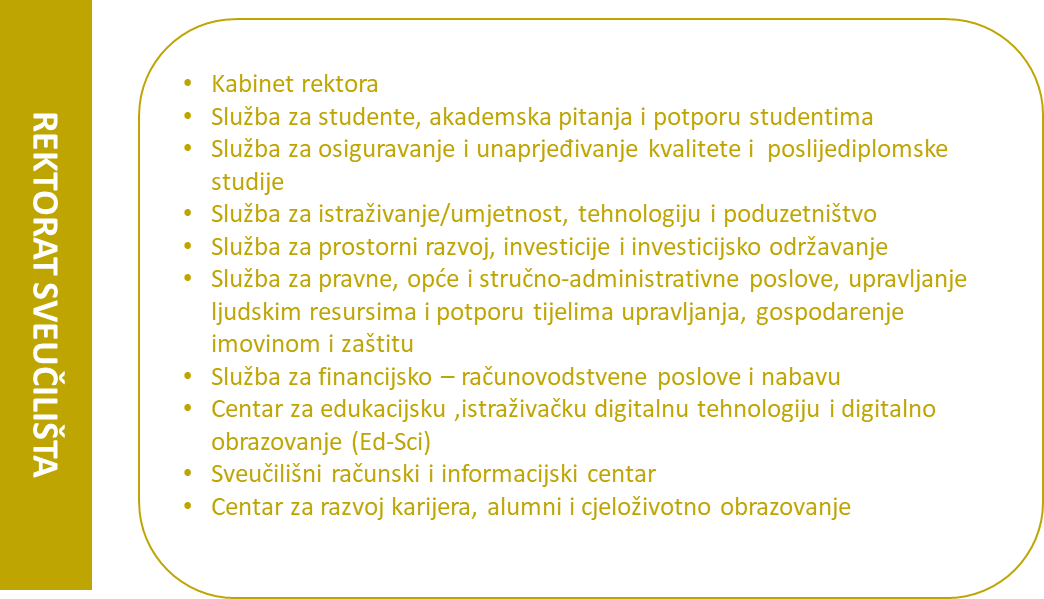 REKTORAT SVEUČILIŠTA
• Kabinet rektora
• Služba za studente, akademska pitanja i potporu studentima
• Služba za osiguravanje i unaprjeđivanje kvalitete i poslijediplomske
studije
• Služba za istraživanje/umjetnost, tehnologiju i poduzetništvo
• Služba za prostorni razvoj, investicije i investicijsko održavanje
• Služba za pravne, opće i stručno-administrativne poslove, upravljanje
ljudskim resursima i potporu tijelima upravljanja, gospodarenje
imovinom i zaštitu
• Služba za financijsko – računovodstvene poslove i nabavu
• Centar za edukacijsku ,istraživačku digitalnu tehnologiju i digitalno
obrazovanje (Ed-Sci)
• Sveučilišni računski i informacijski centar
• Centar za razvoj karijera, alumni i cjeloživotno obrazovanje